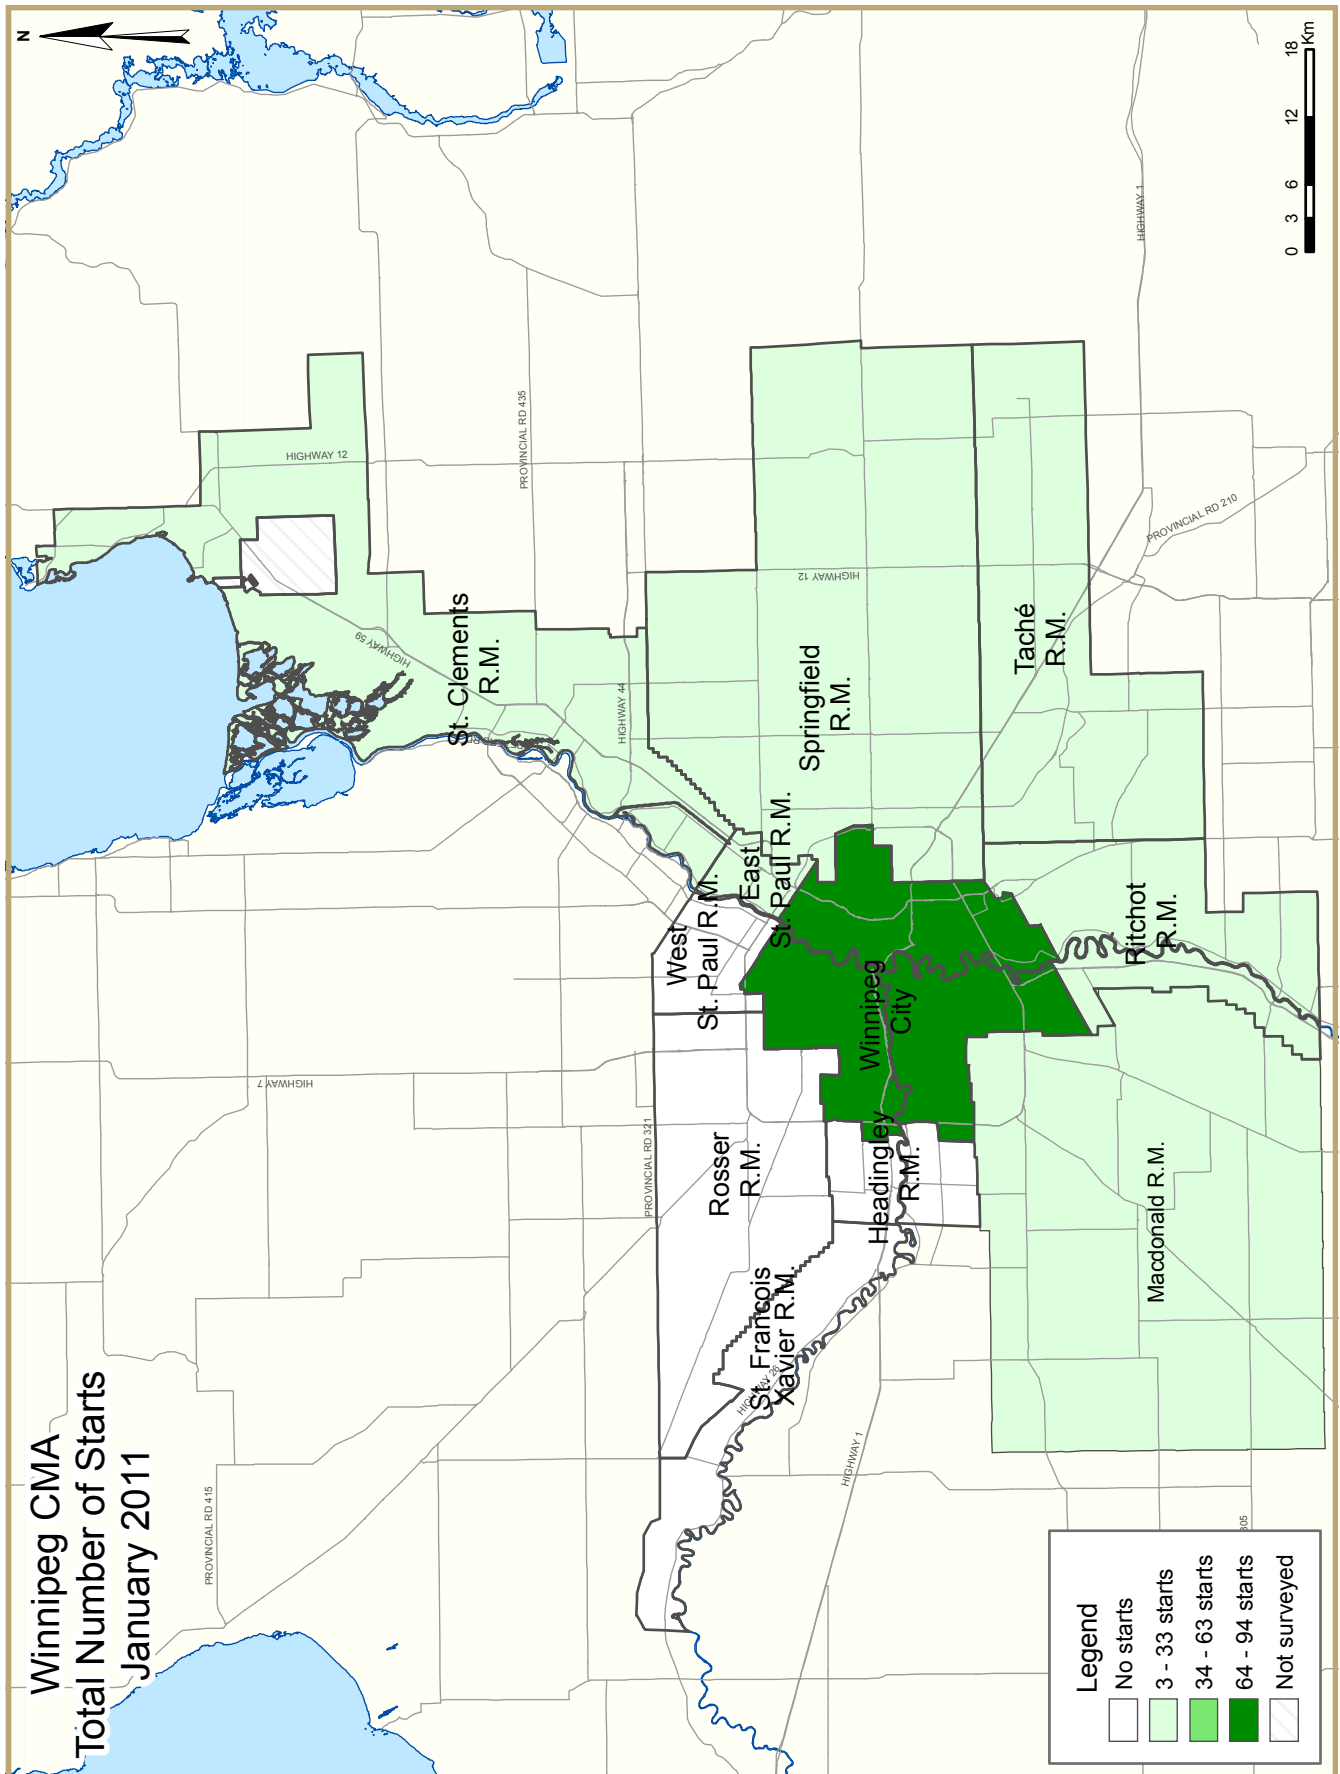 Winnipeg CMA
Total Number of Starts
January 2011
N
PROVINCIAL RD 415
HIGHWAY 7
PROVINCIAL RD 321
HIGHWAY 12
PROVINCIAL RD 435
HIGHWAY 59
St. Clements
R.M.
HIGHWAY 44
West
St. Paul R.M.
East
St. Paul R.M.
Rosser
R.M.
St. Francois
Xavier R.M.
HIGHWAY 26
Headingley
R.M.
Winnipeg
City
Springfield
R.M.
HIGHWAY 12
HIGHWAY 1
HIGHWAY 1
Taché
R.M.
PROVINCIAL RD 210
Ritchot
R.M.
Macdonald R.M.
305
Legend
No starts
3 - 33 starts
34 - 63 starts
64 - 94 starts
Not surveyed
0 3 6 12 18
Km